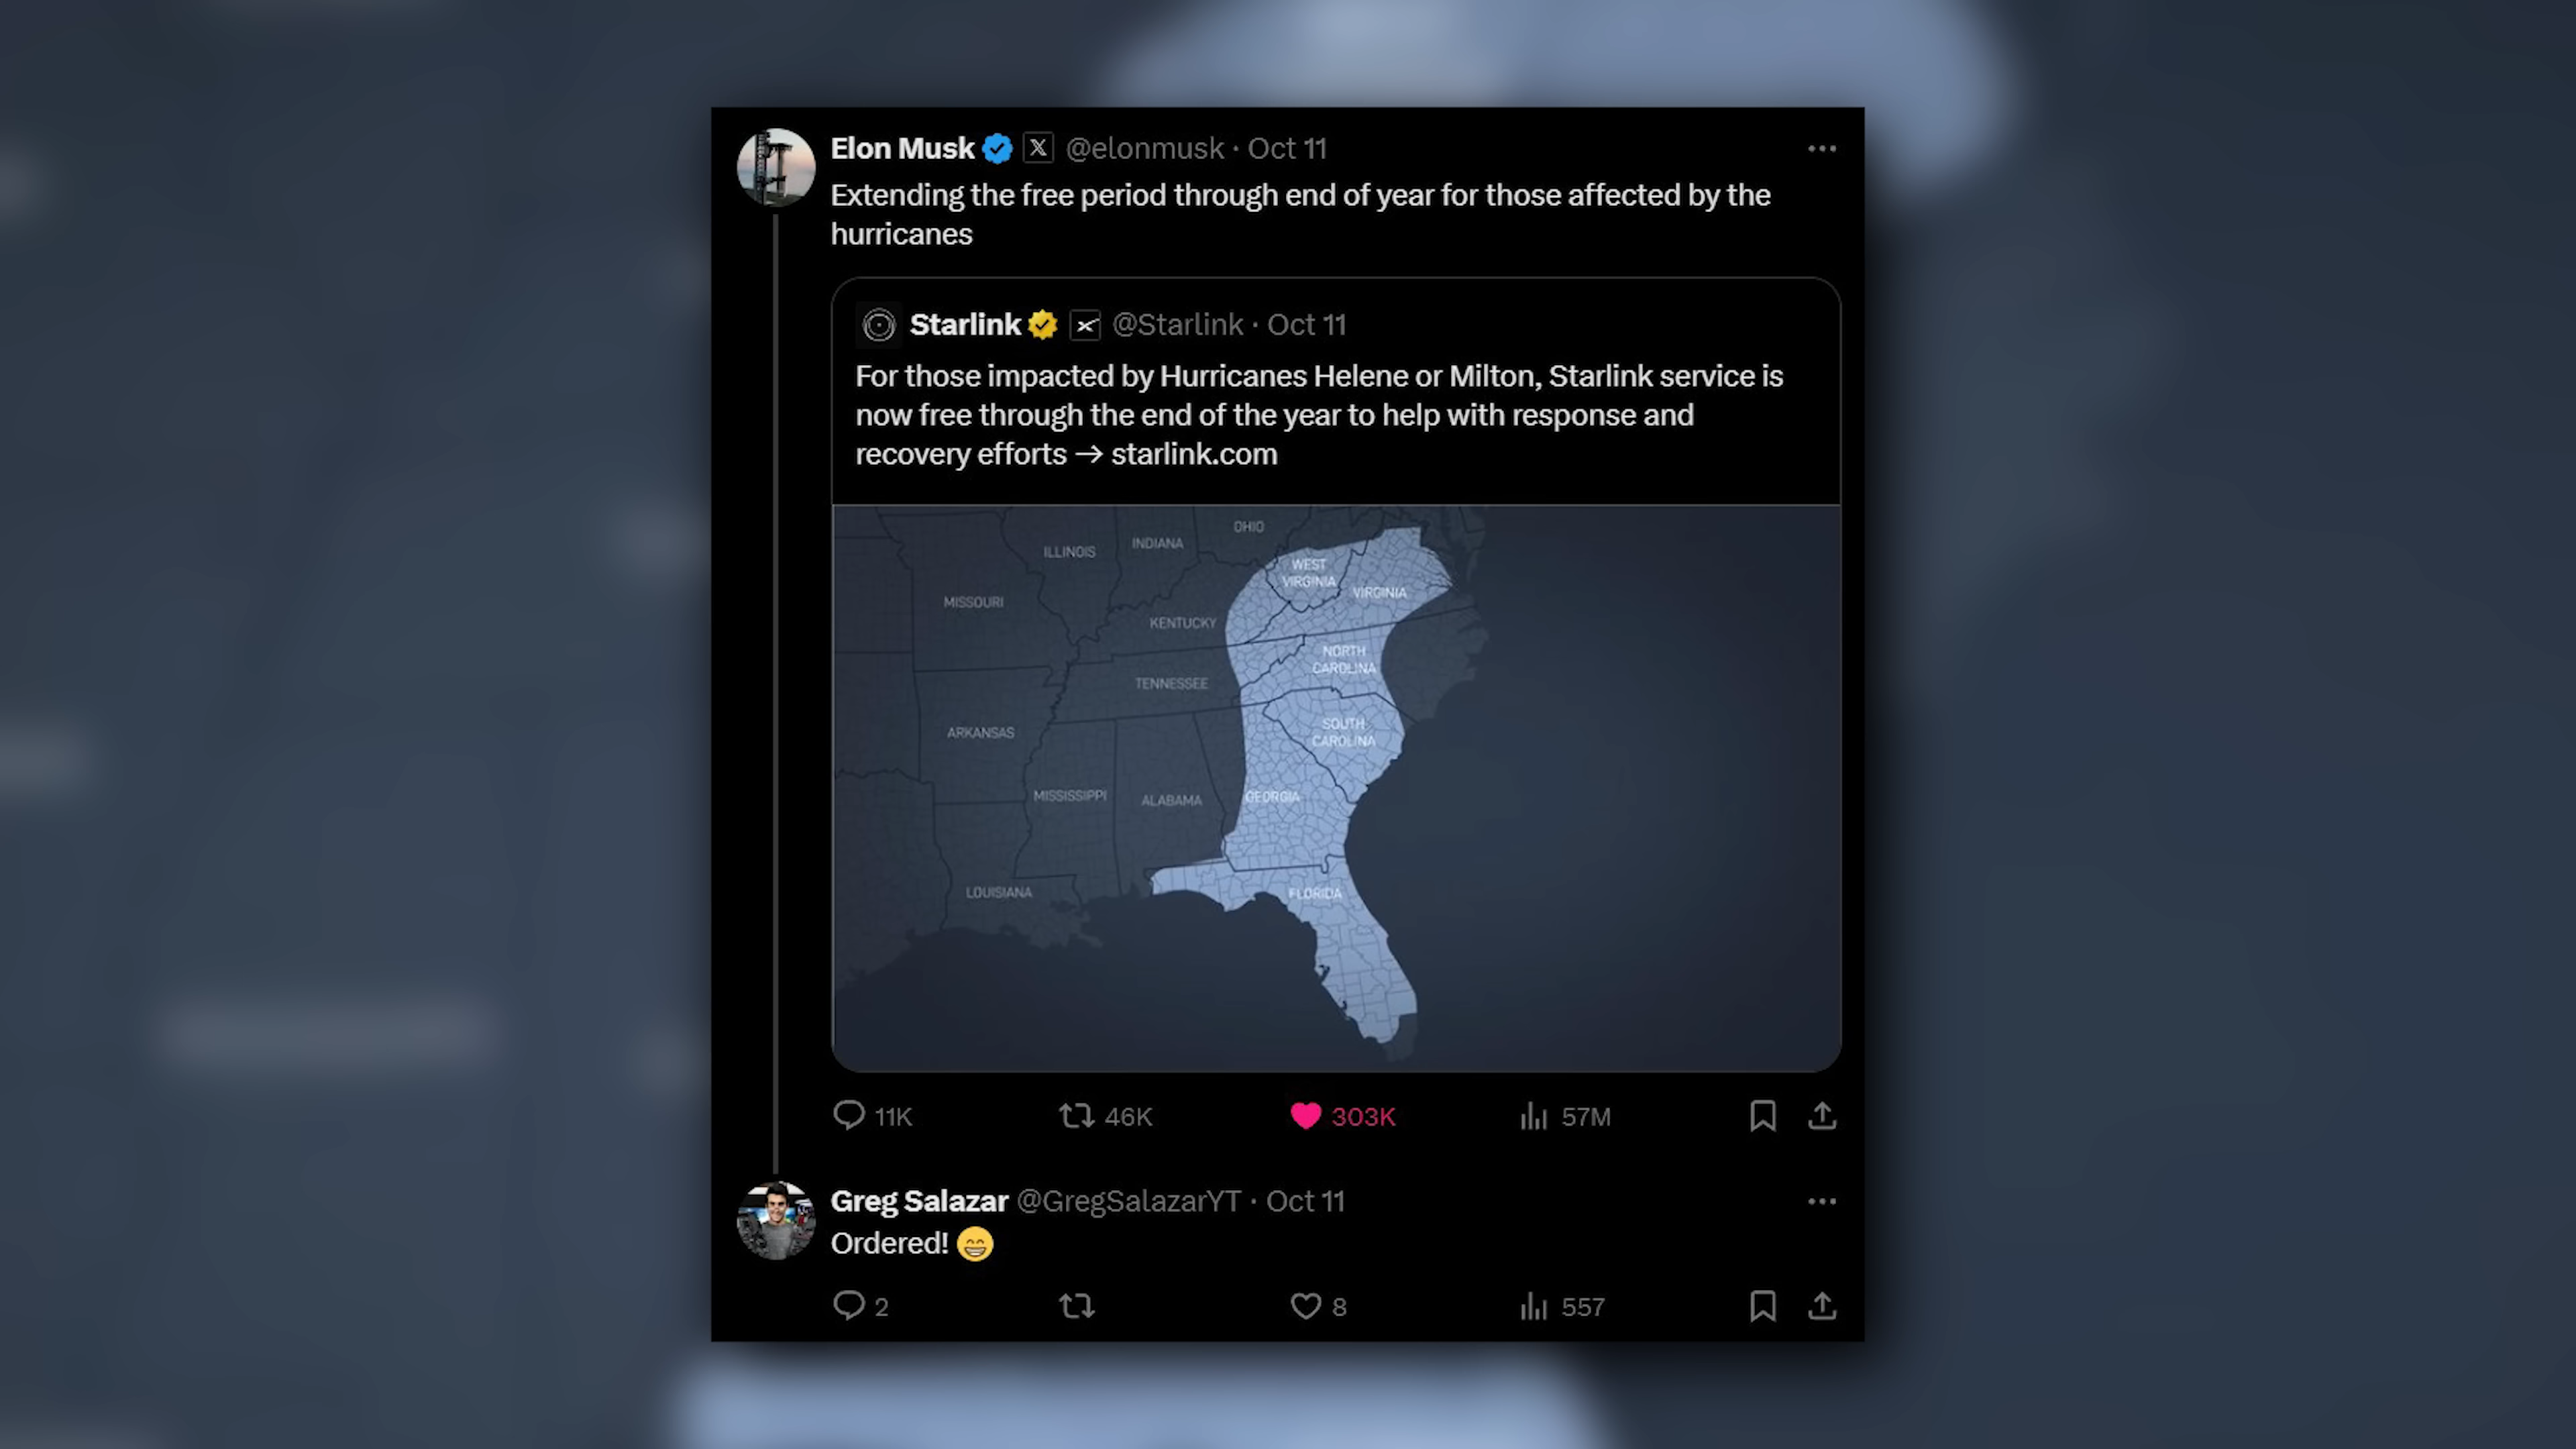 Elon Musk @elonmusk · Oct 11
Extending the free period through end of year for those affected by the
hurricanes
Starlink @Starlink · Oct 11
For those impacted by Hurricanes Helene or Milton, Starlink service is
now free through the end of the year to help with response and
recovery efforts → starlink.com
OHIO
INDIANA
ILLINOIS
WEST
VIRGINIA
VIRGINIA
MISSOURI
KENTUCKY
NORTH
CAROLINA
TENNESSEE
SOUTH
CAROLINA
ARKANSAS
MISSISSIPPI
ALABAMA
GEORGIA
LOUISIANA
FLORIDA
11K 46K 303K 57M
Greg Salazar @GregSalazarYT · Oct 11
Ordered! 😁
2 8 557